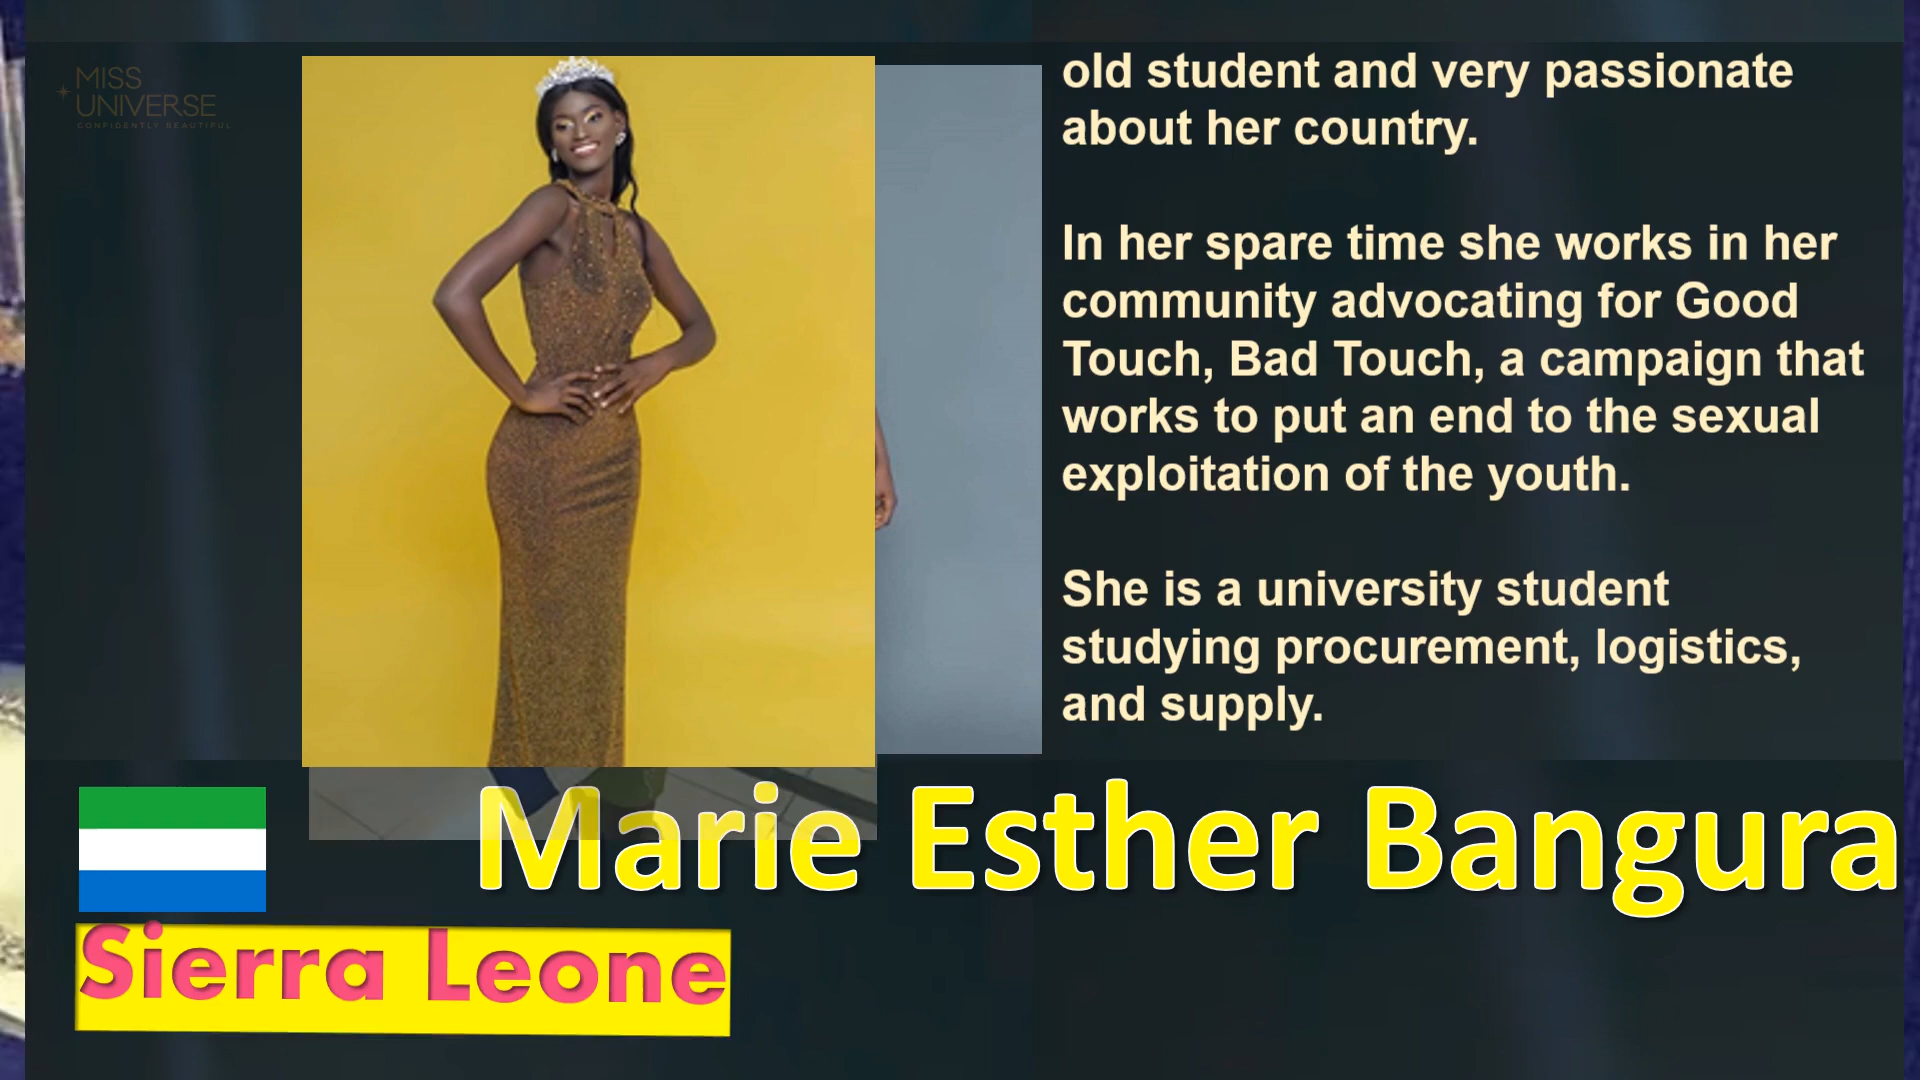 MISS
UNIVERSE
CONFIDENTLY BEAUTIFUL
old student and very passionate
about her country.
In her spare time she works in her
community advocating for Good
Touch, Bad Touch, a campaign that
works to put an end to the sexual
exploitation of the youth.
She is a university student
studying procurement, logistics,
and supply.
Marie Esther Bangura
Sierra Leone